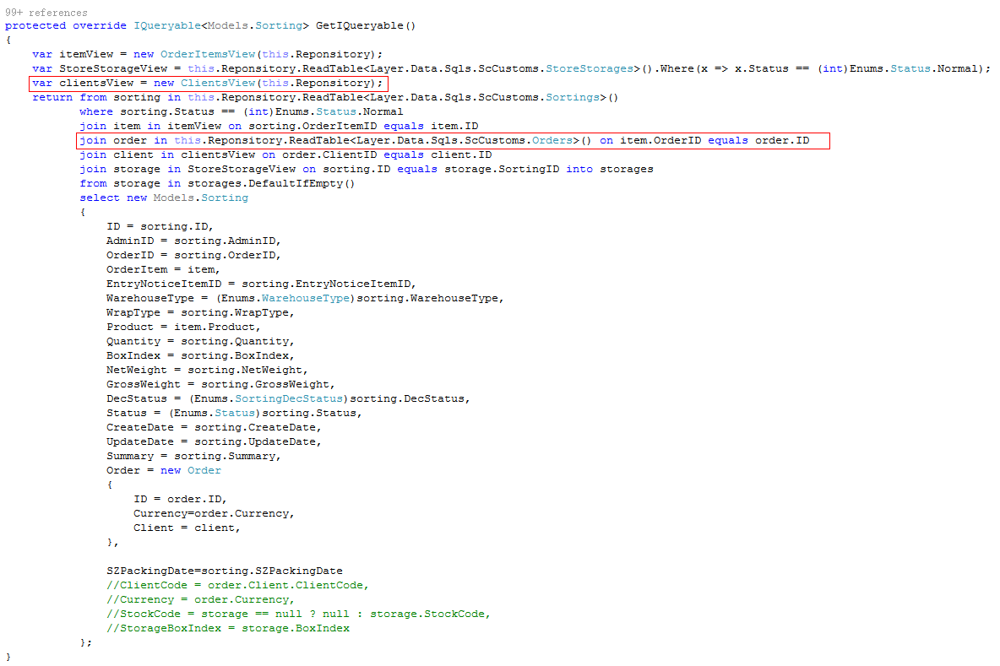 99+ references
protected override IQueryable<Models.Sorting> GetIQueryable()
{
    var itemView = new OrderItemsView(this.Reponsitory);
    var StoreStorageView = this.Reponsitory.ReadTable<Layer.Data.Sqls.ScCustoms.StoreStorages>().Where(x => x.Status == (int)Enums.Status.Normal);
    var clientsView = new ClientsView(this.Reponsitory);
    return from sorting in this.Reponsitory.ReadTable<Layer.Data.Sqls.ScCustoms.Sortings>()
           where sorting.Status == (int)Enums.Status.Normal
           join item in itemView on sorting.OrderItemID equals item.ID
           join order in this.Reponsitory.ReadTable<Layer.Data.Sqls.ScCustoms.Orders>() on item.OrderID equals order.ID
           join client in clientsView on order.ClientID equals client.ID
           join storage in StoreStorageView on sorting.ID equals storage.SortingID into storages
           from storage in storages.DefaultIfEmpty()
           select new Models.Sorting
           {
               ID = sorting.ID,
               AdminID = sorting.AdminID,
               OrderID = sorting.OrderID,
               OrderItem = item,
               EntryNoticeItemID = sorting.EntryNoticeItemID,
               WarehouseType = (Enums.WarehouseType)sorting.WarehouseType,
               WrapType = sorting.WrapType,
               Product = item.Product,
               Quantity = sorting.Quantity,
               BoxIndex = sorting.BoxIndex,
               NetWeight = sorting.NetWeight,
               GrossWeight = sorting.GrossWeight,
               DecStatus = (Enums.SortingDecStatus)sorting.DecStatus,
               Status = (Enums.Status)sorting.Status,
               CreateDate = sorting.CreateDate,
               UpdateDate = sorting.UpdateDate,
               Summary = sorting.Summary,
               Order = new Order
               {
                   ID = order.ID,
                   Currency=order.Currency,
                   Client = client,
               },

               SZPackingDate=sorting.SZPackingDate
               //ClientCode = order.Client.ClientCode,
               //Currency = order.Currency,
               //StockCode = storage == null ? null : storage.StockCode,
               //StorageBoxIndex = storage.BoxIndex
           };
}